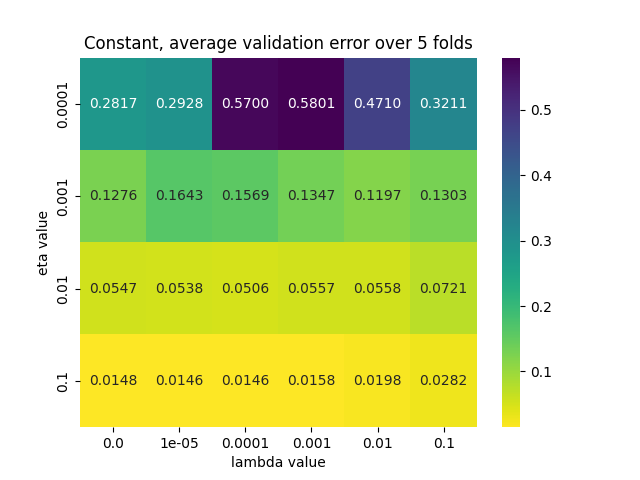 Constant, average validation error over 5 folds
0.0001 0.2817 0.2928 0.5700 0.5801 0.4710 0.3211
0.001 0.1276 0.1643 0.1569 0.1347 0.1197 0.1303
0.01 0.0547 0.0538 0.0506 0.0557 0.0558 0.0721
0.1 0.0148 0.0146 0.0146 0.0158 0.0198 0.0282
0.0 1e-05 0.0001 0.001 0.01 0.1
lambda value
eta value
0.5
0.4
0.3
0.2
0.1